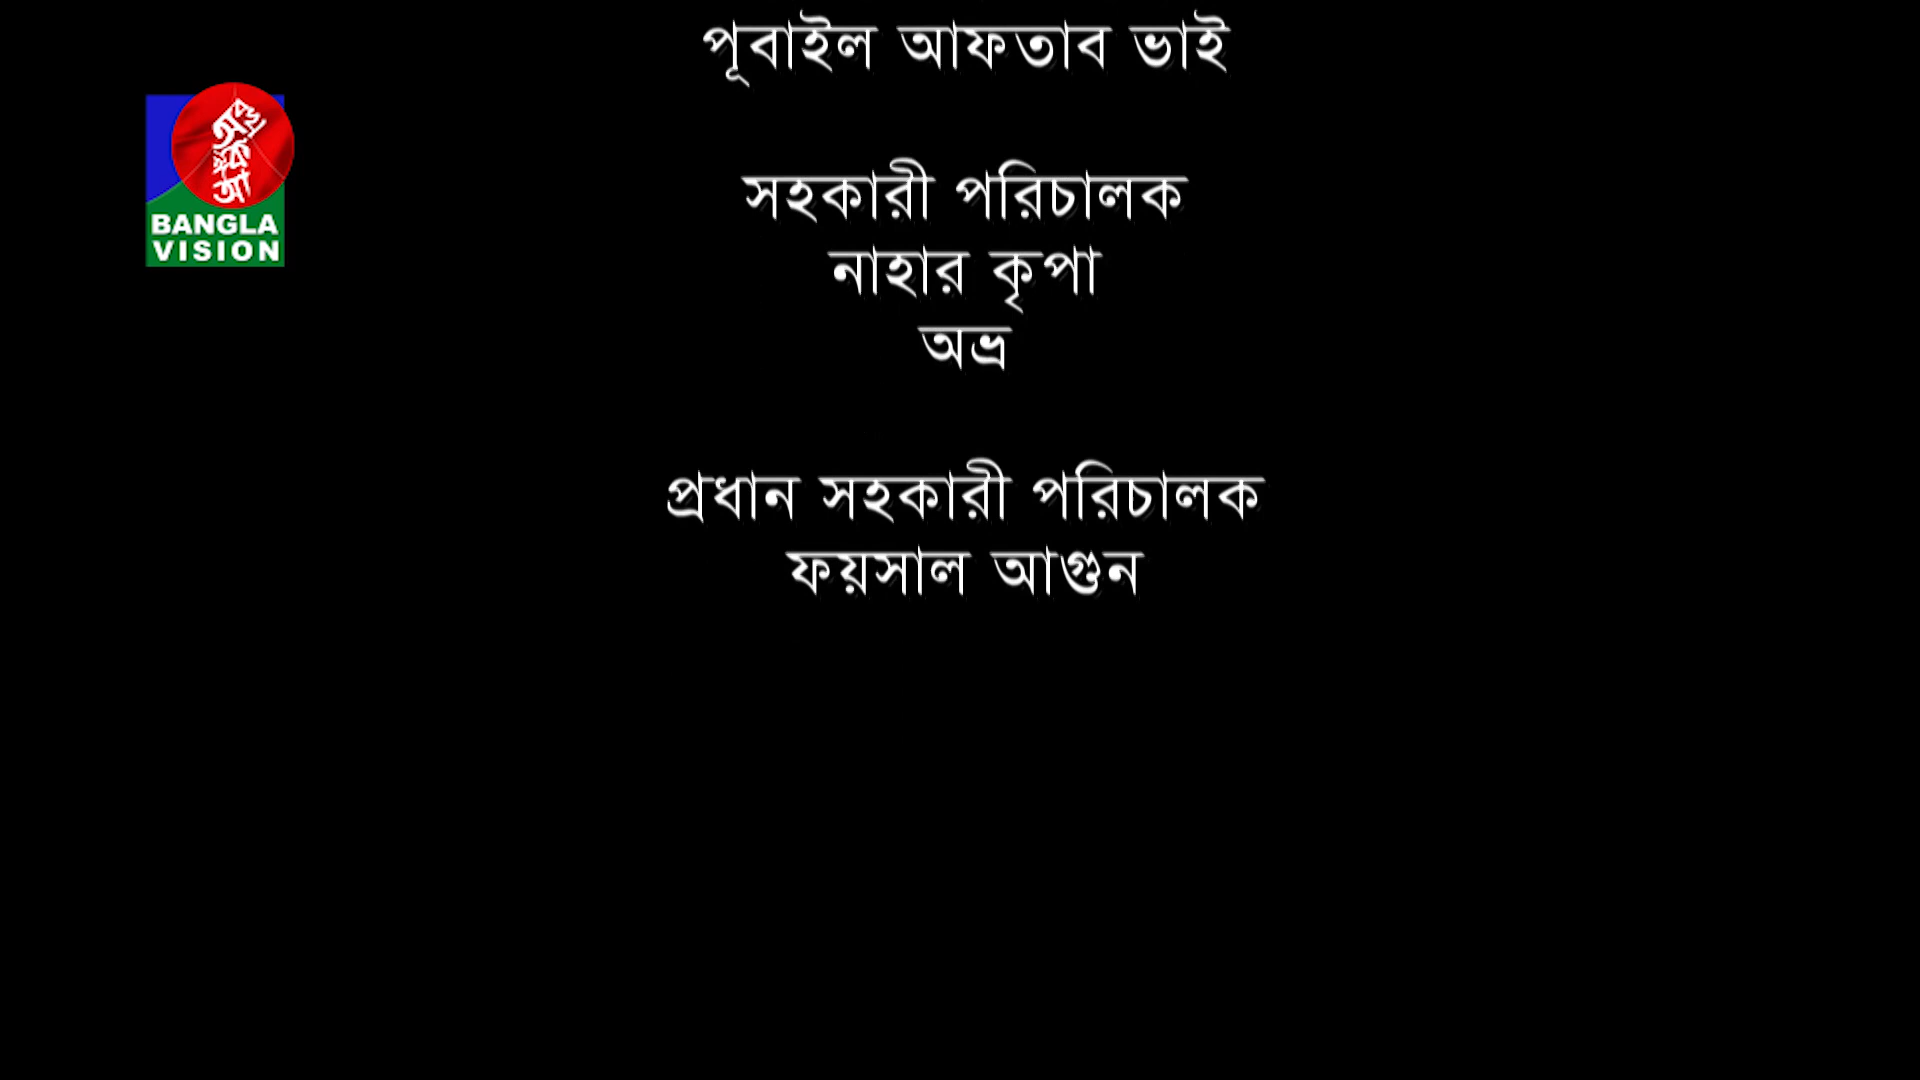 পূবাইল আফতাব ভাই
সহকারী পরিচালক
নাহার কৃপা
অভ্র
প্রধান সহকারী পরিচালক
ফয়সাল আগুন
BANGLA
VISION